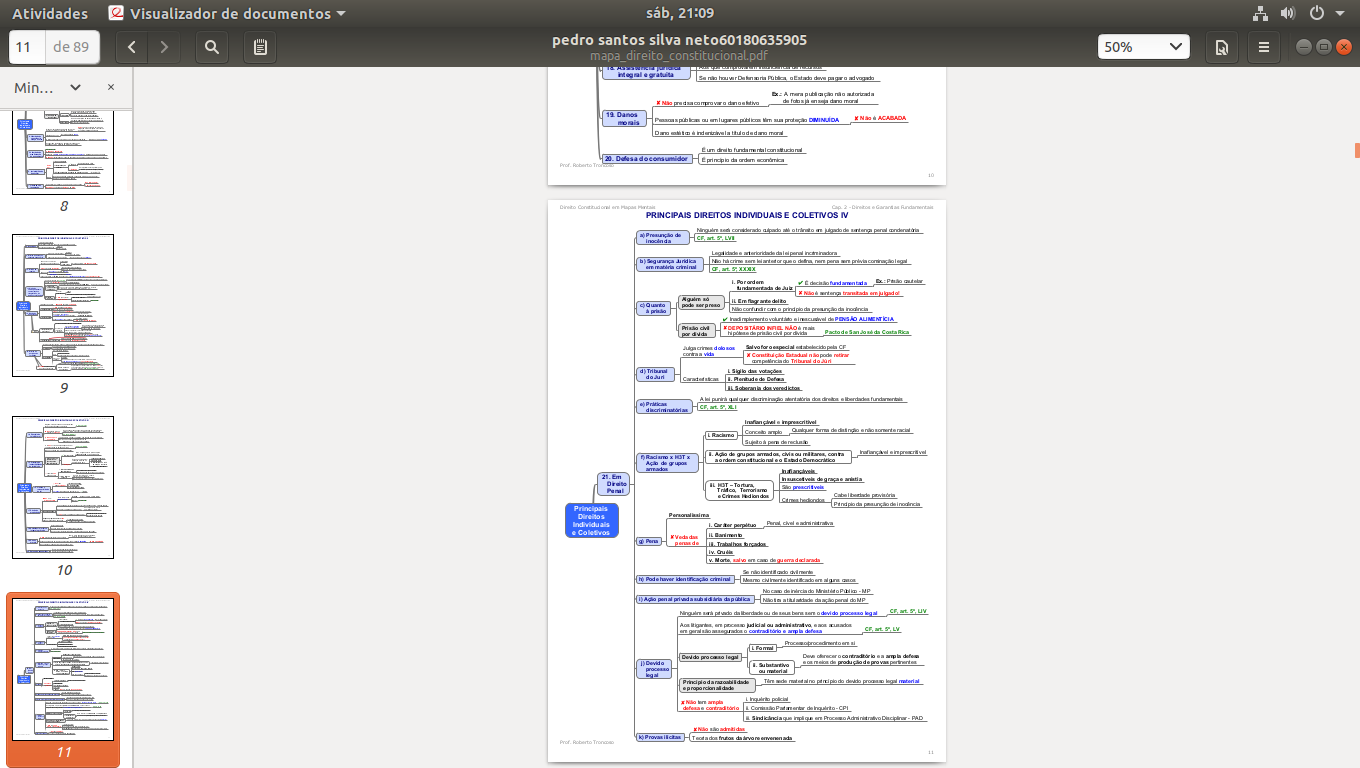 Atividades
Visualizador de documentos
sáb, 21:09
11
de 89
pedro santos silva neto60180635905
mapa_direito_constitucional.pdf
50%
Min...
8
9
10
11
18. Assistência jurídica
integral e gratuita
Aos que comprovarem insuficiência de recursos
Se não houver Defensoria Pública, o Estado deve pagar o advogado
19. Danos
morais
✘ Não precisa comprovar o dano efetivo
Ex.: A mera publicação não autorizada
de fotos já enseja dano moral
Pessoas públicas ou em lugares públicos têm sua proteção DIMINUÍDA
✘ Não é ACABADA
Dano estético é indenizável a título de dano moral
20. Defesa do consumidor
É um direito fundamental constitucional
É princípio da ordem econômica
Prof. Roberto Troncoso
10
Direito Constitucional em Mapas Mentais
Cap. 2 - Direitos e Garantias Fundamentais
PRINCIPAIS DIREITOS INDIVIDUAIS E COLETIVOS IV
Principais
Direitos
Individuais
e Coletivos
21. Em
Direito
Penal
a) Presunção de
inocência
Ninguém será considerado culpado até o trânsito em julgado de sentença penal condenatória
CF, art. 5º, LVII
b) Segurança Jurídica
em matéria criminal
Legalidade e anterioridade da lei penal incriminadora
Não há crime sem lei anterior que o defina, nem pena sem prévia cominação legal
CF, art. 5º, XXXIX
c) Quanto
à prisão
Alguém só
pode ser preso
i. Por ordem
fundamentada de Juiz
✔ É decisão fundamentada
Ex.: Prisão cautelar
✘ Não é sentença transitada em julgado!
ii. Em flagrante delito
Não confundir com o princípio da presunção da inocência
Prisão civil
por dívida
✔ Inadimplemento voluntário e inescusável de PENSÃO ALIMENTÍCIA
✘ DEPOSITÁRIO INFIEL NÃO é mais
hipótese de prisão civil por dívida
Pacto de San José da Costa Rica
d) Tribunal
do Juri
Julga crimes dolosos
contra a vida
Salvo foro especial estabelecido pela CF
✘ Constituição Estadual não pode retirar
competência do Tribunal do Júri
Características
i. Sigilo das votações
ii. Plenitude de Defesa
iii. Soberania dos veredictos
e) Práticas
discriminatórias
A lei punirá qualquer discriminação atentatória dos direitos e liberdades fundamentais
CF, art. 5º, XLI
f) Racismo x H3T x
Ação de grupos
armados
i. Racismo
Inafiançável e imprescritível
Conceito amplo
Qualquer forma de distinção e não somente racial
Sujeito à pena de reclusão
ii. Ação de grupos armados, civis ou militares, contra
a ordem constitucional e o Estado Democrático
Inafiançável e imprescritível
iii. H3T – Tortura,
Tráfico, Terrorismo
e Crimes Hediondos
Inafiançáveis
Insuscetíveis de graça e anistia
São prescritíveis
Crimes hediondos
Cabe liberdade provisória
Princípio da presunção de inocência
g) Pena
Personalíssima
✘ Vedadas
penas de
i. Caráter perpétuo
Penal, cível e administrativa
ii. Banimento
iii. Trabalhos forçados
iv. Cruéis
v. Morte, salvo em caso de guerra declarada
h) Pode haver identificação criminal
Se não identificado civilmente
Mesmo civilmente identificado em alguns casos
i) Ação penal privada subsidiária da pública
No caso de inércia do Ministério Público - MP
Não tira a titularidade da ação penal do MP
j) Devido
processo
legal
Ninguém será privado da liberdade ou de seus bens sem o devido processo legal
CF, art. 5º, LIV
Aos litigantes, em processo judicial ou administrativo, e aos acusados
em geral são assegurados o contraditório e ampla defesa
CF, art. 5º, LV
Devido processo legal
i. Formal
Processo/procedimento em si
ii. Substantivo
ou material
Deve oferecer o contraditório e a ampla defesa
e os meios de produção de provas pertinentes
Princípio da razoabilidade
e proporcionalidade
Têm sede material no princípio do devido processo legal material
✘ Não tem ampla
defesa e contraditório
i. Inquérito policial
ii. Comissão Parlamentar de Inquérito - CPI
iii. Sindicância que implique em Processo Administrativo Disciplinar - PAD
k) Provas ilícitas
✘ Não são admitidas
Teoria dos frutos da árvore envenenada
Prof. Roberto Troncoso
11